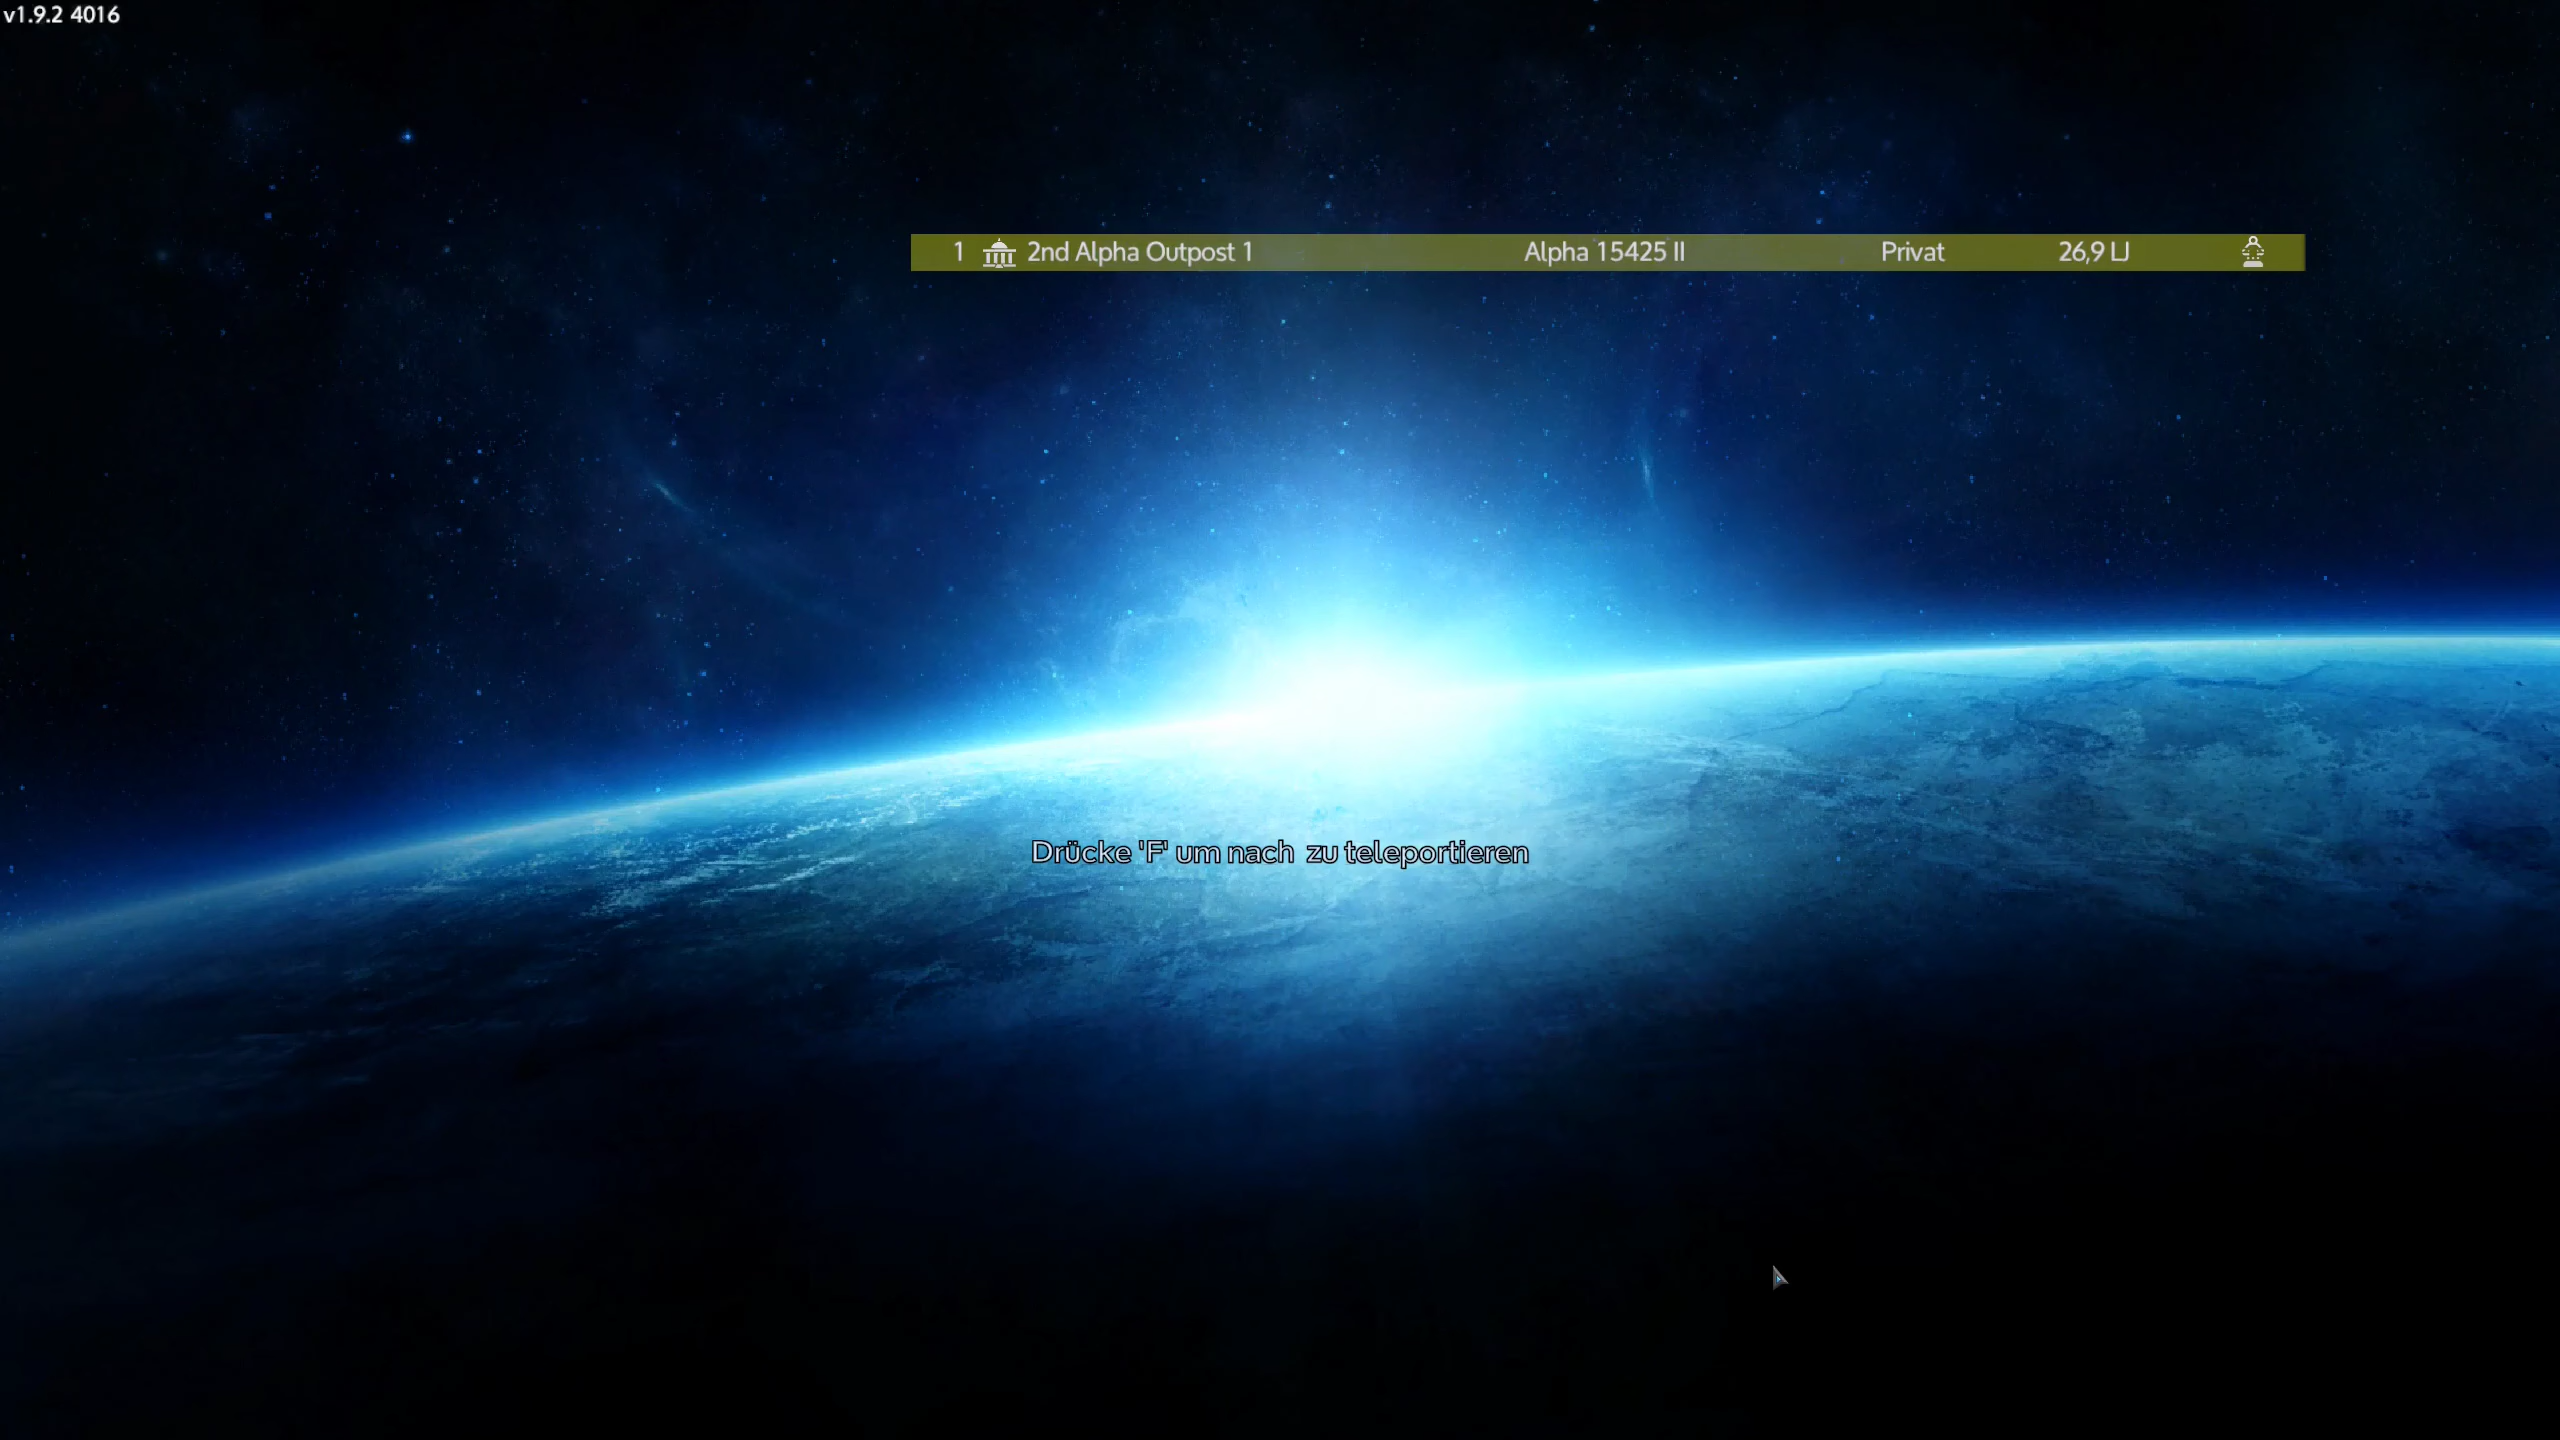 v1.9.2 4016
1 2nd Alpha Outpost 1 Alpha 15425 II Privat 26,9 LJ
Drücke 'F' um nach zu teleportieren